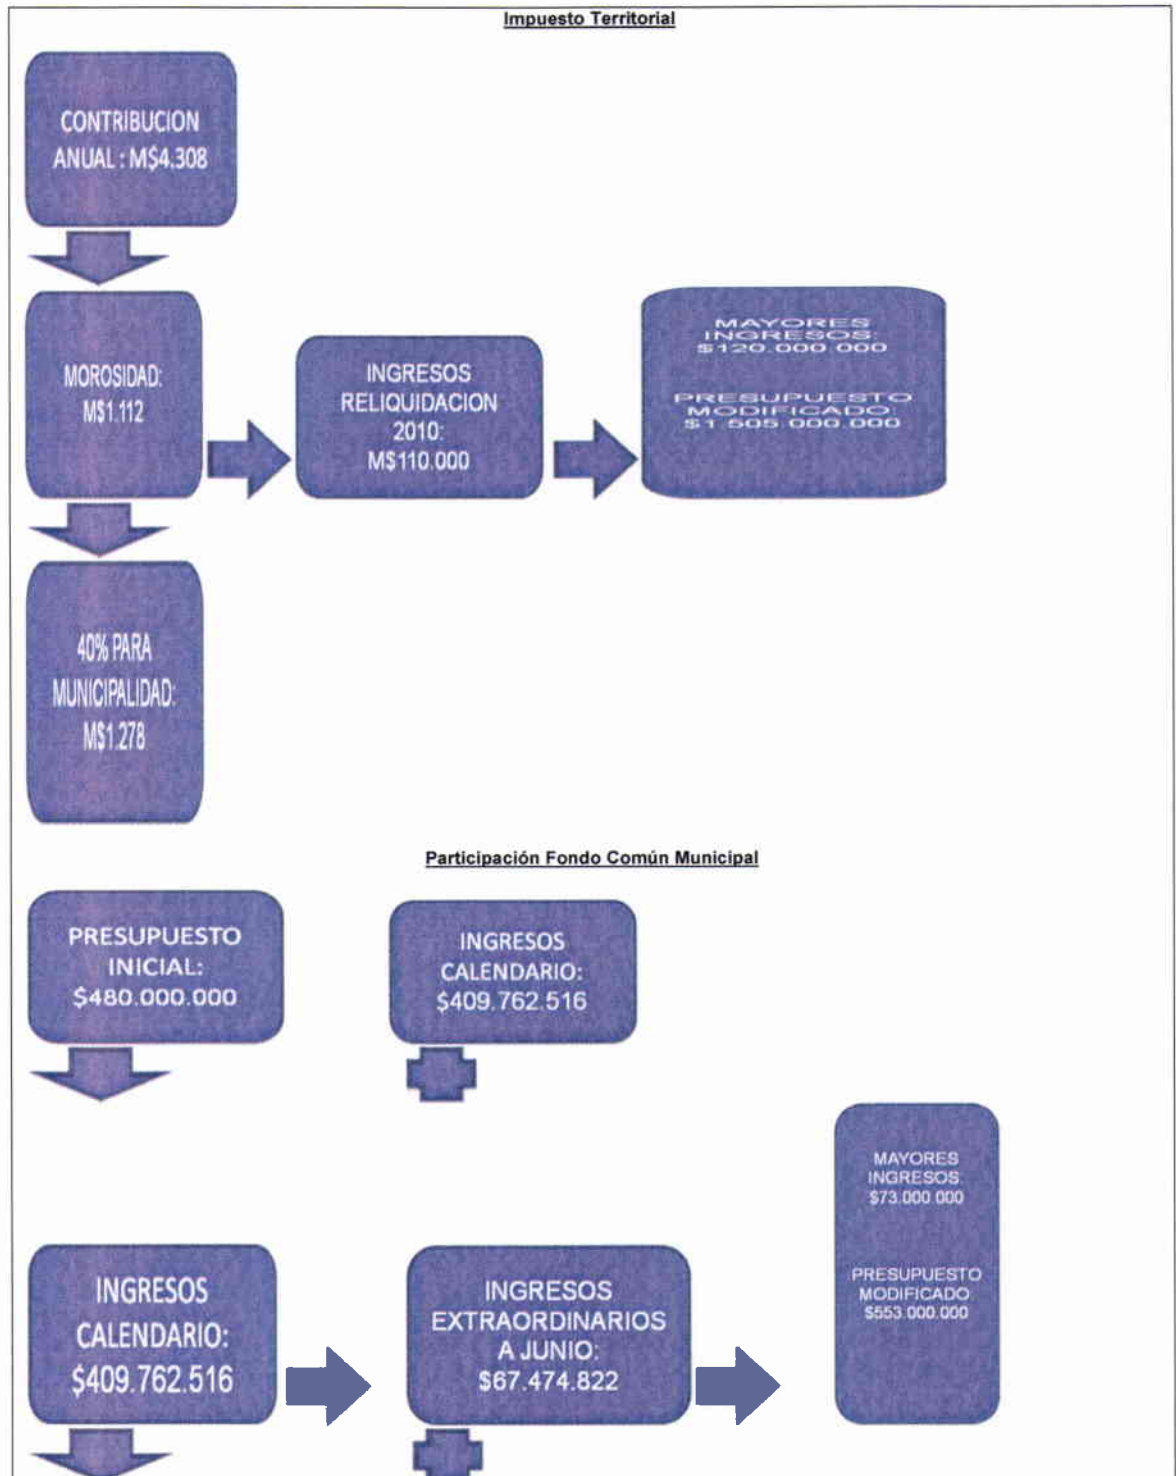 Impuesto Territorial
CONTRIBUCION
ANUAL : M$4.308
MOROSIDAD:
M$1.112
INGRESOS
RELIQUIDACION
2010:
M$110.000
MAYORES
INGRESOS:
$120.000.000
PRESUPUESTO
MODIFICADO:
$1.505.000.000
40% PARA
MUNICIPALIDAD:
M$1.278
Participación Fondo Común Municipal
PRESUPUESTO
INICIAL:
$480.000.000
INGRESOS
CALENDARIO:
$409.762.516
MAYORES
INGRESOS:
$73.000.000
PRESUPUESTO
MODIFICADO:
$553.000.000
INGRESOS
CALENDARIO:
$409.762.516
INGRESOS
EXTRAORDINARIOS
A JUNIO:
$67.474.822